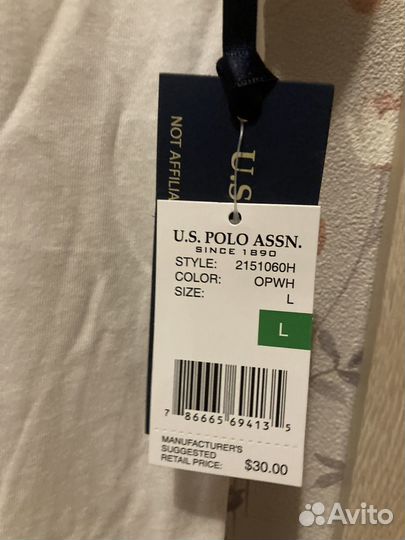 U.S.
NOT AFFILIA
U.S. POLO ASSN.
SINCE 1890
STYLE: 2151060H
COLOR: OPWH
SIZE: L
L
7 86665 69413 5
MANUFACTURER'S
SUGGESTED
RETAIL PRICE: $30.00
Avito